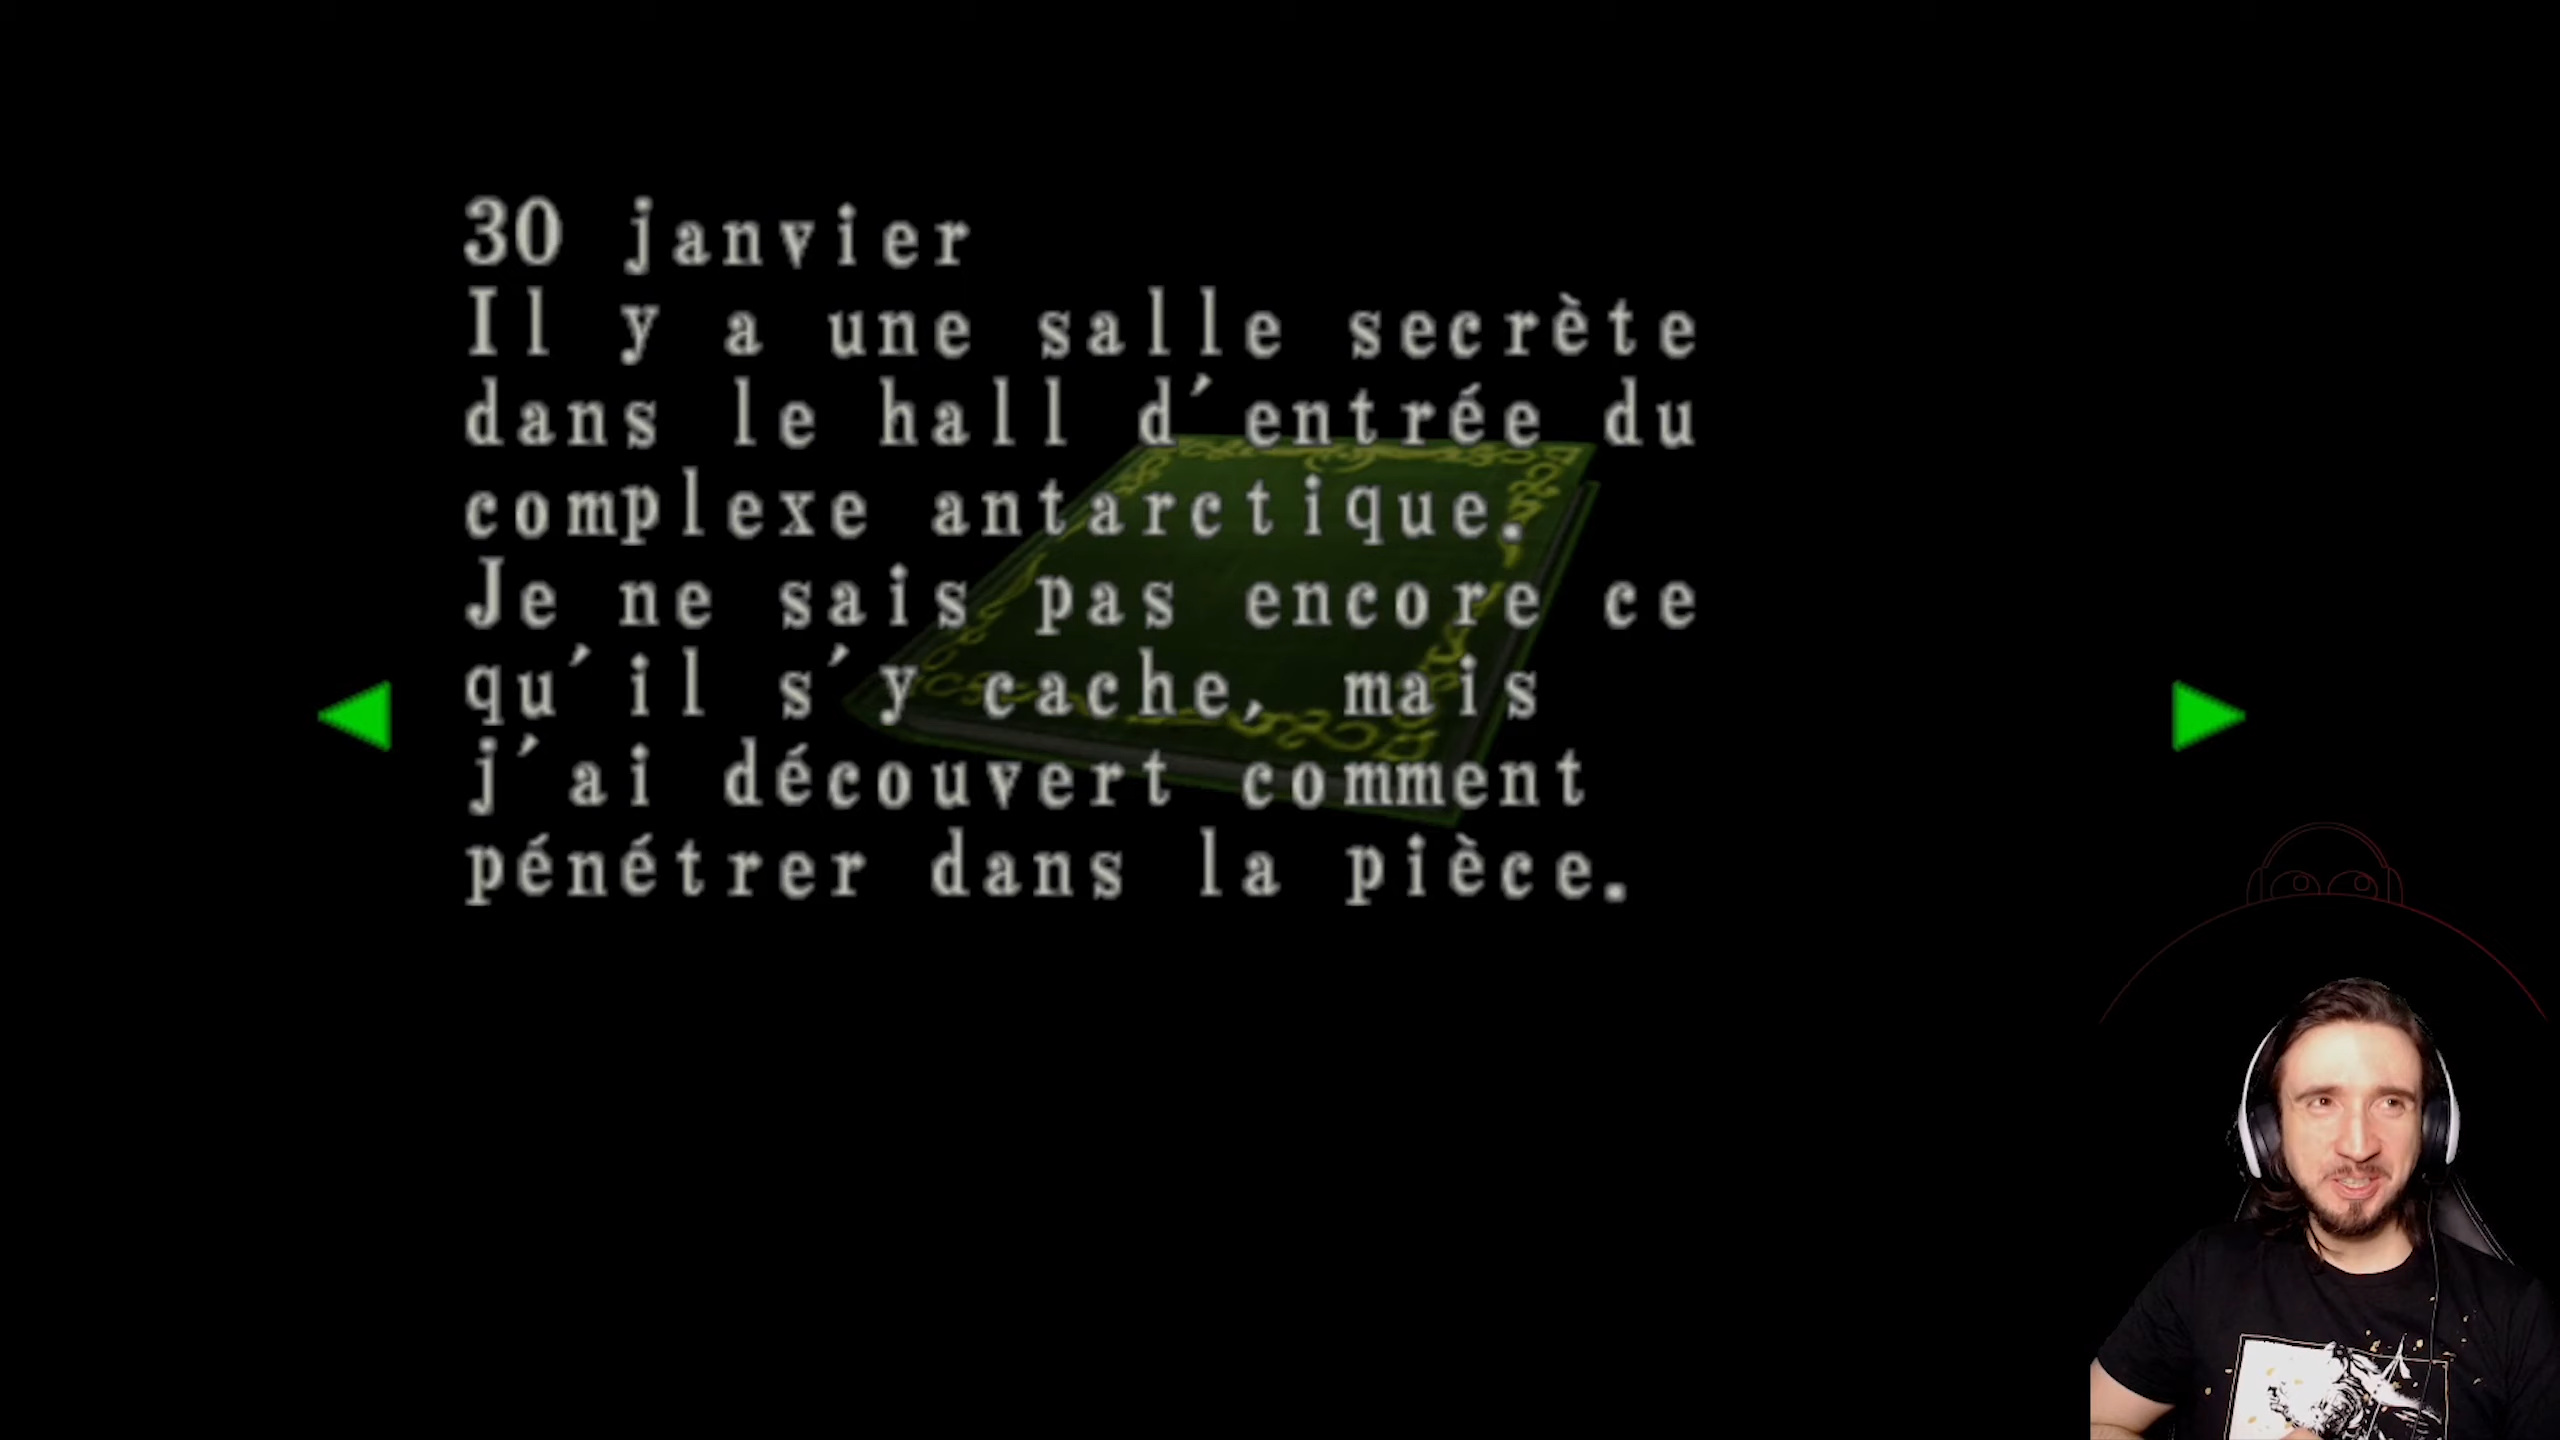 30 janvier
Il y a une salle secrète
dans le hall d'entrée du
complexe antarctique.
Je ne sais pas encore ce
qu'il s'y cache, mais
j'ai découvert comment
pénétrer dans la pièce.